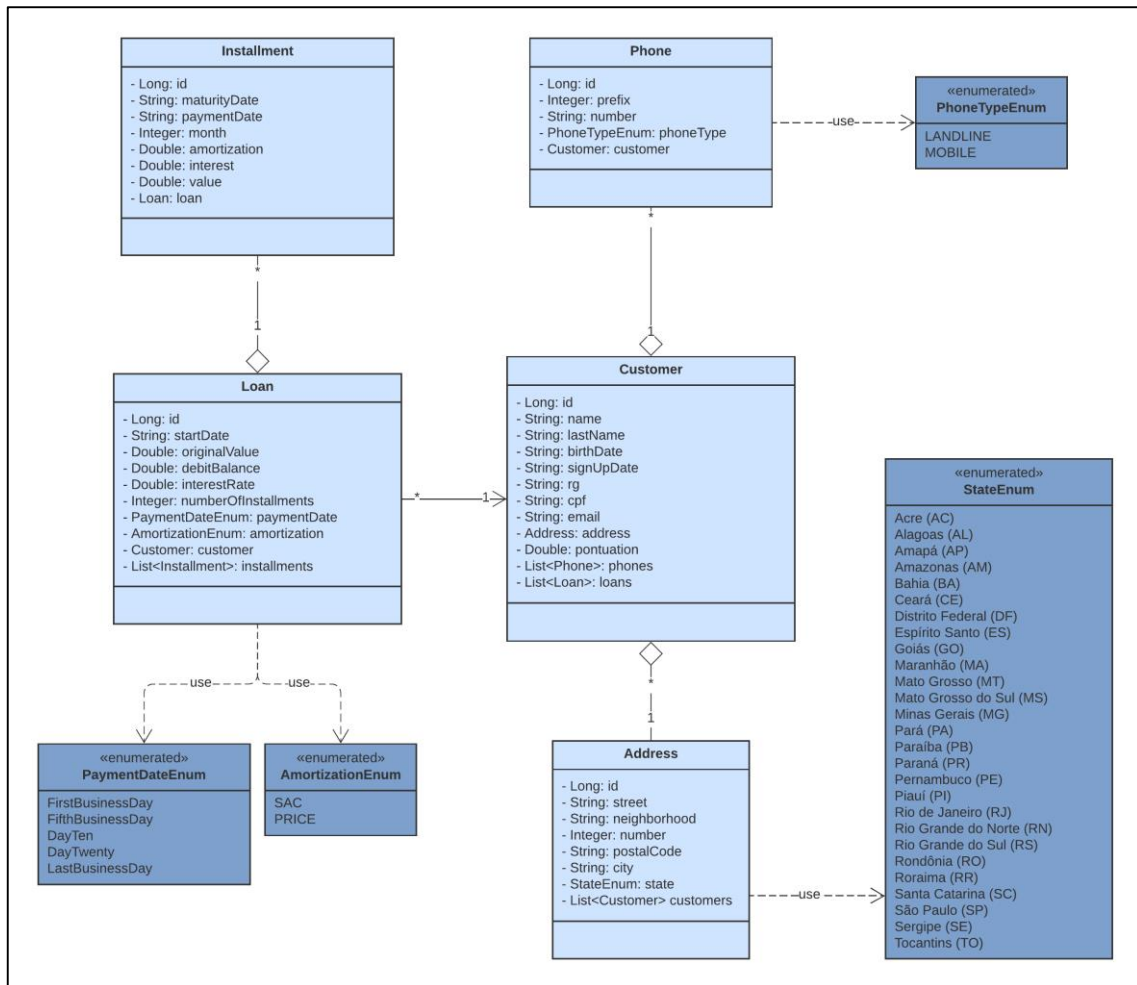 Installment
- Long: id
- String: maturityDate
- String: paymentDate
- Integer: month
- Double: amortization
- Double: interest
- Double: value
- Loan: loan
*
1
Phone
- Long: id
- Integer: prefix
- String: number
- PhoneTypeEnum: phoneType
- Customer: customer
*
1
use
«enumerated»
PhoneTypeEnum
LANDLINE
MOBILE
Loan
- Long: id
- String: startDate
- Double: originalValue
- Double: debitBalance
- Double: interestRate
- Integer: numberOfInstallments
- PaymentDateEnum: paymentDate
- AmortizationEnum: amortization
- Customer: customer
- List<Installment>: installments
*
1
Customer
- Long: id
- String: name
- String: lastName
- String: birthDate
- String: signUpDate
- String: rg
- String: cpf
- String: email
- Address: address
- Double: pontuation
- List<Phone>: phones
- List<Loan>: loans
*
1
use
use
«enumerated»
PaymentDateEnum
FirstBusinessDay
FifthBusinessDay
DayTen
DayTwenty
LastBusinessDay
«enumerated»
AmortizationEnum
SAC
PRICE
Address
- Long: id
- String: street
- String: neighborhood
- Integer: number
- String: postalCode
- String: city
- StateEnum: state
- List<Customer> customers
use
«enumerated»
StateEnum
Acre (AC)
Alagoas (AL)
Amapá (AP)
Amazonas (AM)
Bahia (BA)
Ceará (CE)
Distrito Federal (DF)
Espírito Santo (ES)
Goiás (GO)
Maranhão (MA)
Mato Grosso (MT)
Mato Grosso do Sul (MS)
Minas Gerais (MG)
Pará (PA)
Paraíba (PB)
Paraná (PR)
Pernambuco (PE)
Piauí (PI)
Rio de Janeiro (RJ)
Rio Grande do Norte (RN)
Rio Grande do Sul (RS)
Rondônia (RO)
Roraima (RR)
Santa Catarina (SC)
São Paulo (SP)
Sergipe (SE)
Tocantins (TO)